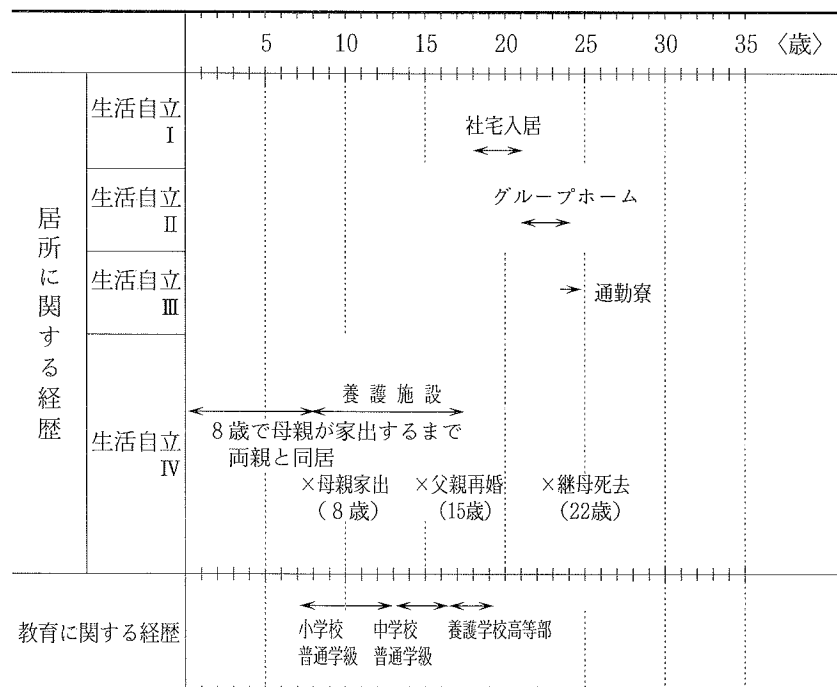 5 10 15 20 25 30 35 〈歳〉
居所に関する経歴
生活自立
Ⅰ
社宅入居
生活自立
Ⅱ
グループホーム
生活自立
Ⅲ
通勤寮
生活自立
Ⅳ
養護施設
8歳で母親が家出するまで
両親と同居
×母親家出
(8歳)
×父親再婚
(15歳)
×継母死去
(22歳)
教育に関する経歴
小学校
普通学級
中学校
普通学級
養護学校高等部